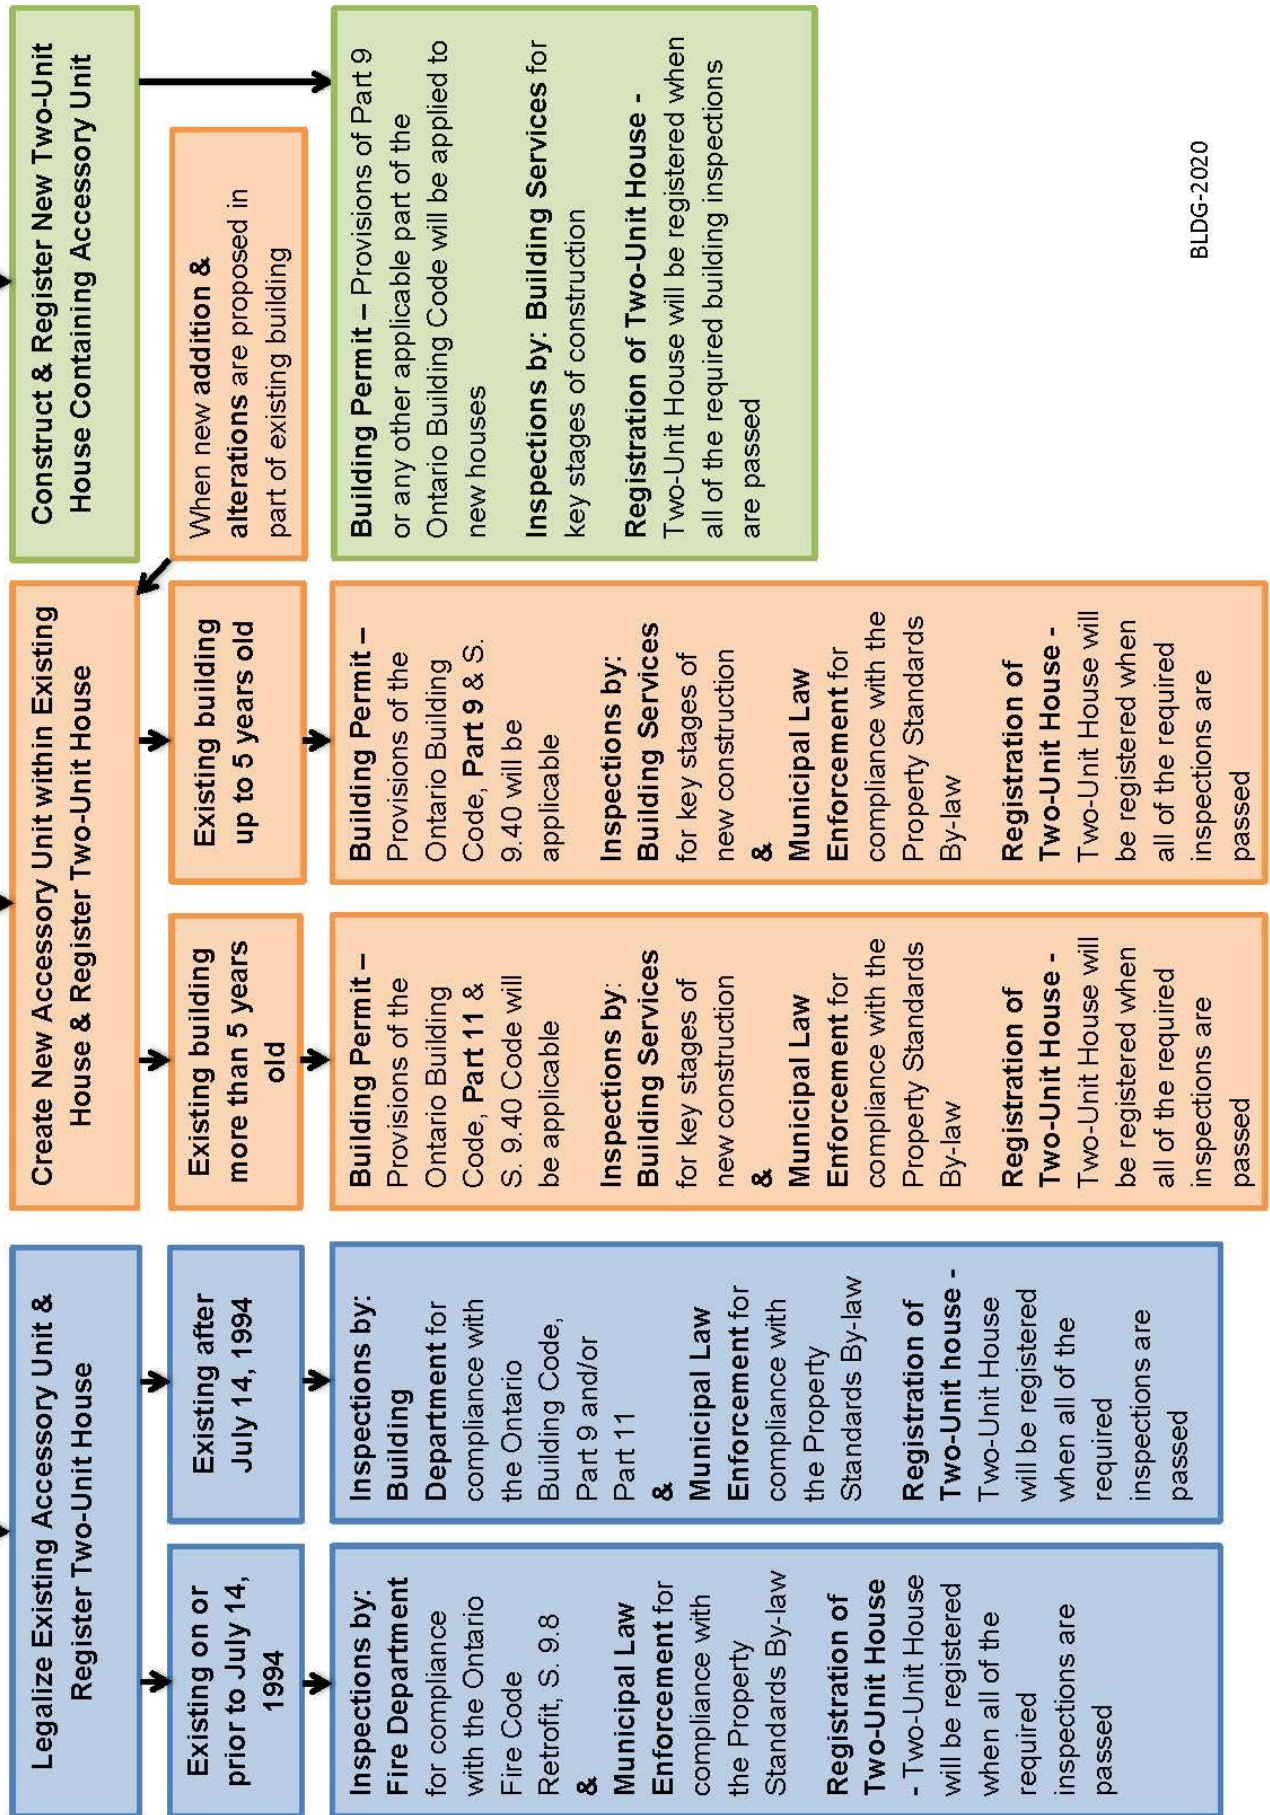 Legalize Existing Accessory Unit &
Register Two-Unit House
Existing on or
prior to July 14,
1994
Inspections by:
Fire Department
for compliance
with the Ontario
Fire Code
Retrofit, S. 9.8
&
Municipal Law
Enforcement for
compliance with
the Property
Standards By-law
Registration of
Two-Unit House
- Two-Unit House
will be registered
when all of the
required
inspections are
passed
Existing after
July 14, 1994
Inspections by:
Building
Department for
compliance with
the Ontario
Building Code,
Part 9 and/or
Part 11
&
Municipal Law
Enforcement for
compliance with
the Property
Standards By-law
Registration of
Two-Unit house -
Two-Unit House
will be registered
when all of the
required
inspections are
passed
Create New Accessory Unit within Existing
House & Register Two-Unit House
Existing building
more than 5 years
old
Building Permit –
Provisions of the
Ontario Building
Code, Part 11 &
S. 9.40 Code will
be applicable
Inspections by:
Building Services
for key stages of
new construction
&
Municipal Law
Enforcement for
compliance with the
Property Standards
By-law
Registration of
Two-Unit House -
Two-Unit House will
be registered when
all of the required
inspections are
passed
Existing building
up to 5 years old
Building Permit –
Provisions of the
Ontario Building
Code, Part 9 & S.
9.40 will be
applicable
Inspections by:
Building Services
for key stages of
new construction
&
Municipal Law
Enforcement for
compliance with the
Property Standards
By-law
Registration of
Two-Unit House -
Two-Unit House will
be registered when
all of the required
inspections are
passed
When new addition &
alterations are proposed in
part of existing building
Construct & Register New Two-Unit
House Containing Accessory Unit
Building Permit – Provisions of Part 9
or any other applicable part of the
Ontario Building Code will be applied to
new houses
Inspections by: Building Services for
key stages of construction
Registration of Two-Unit House -
Two-Unit House will be registered when
all of the required building inspections
are passed
BLDG-2020